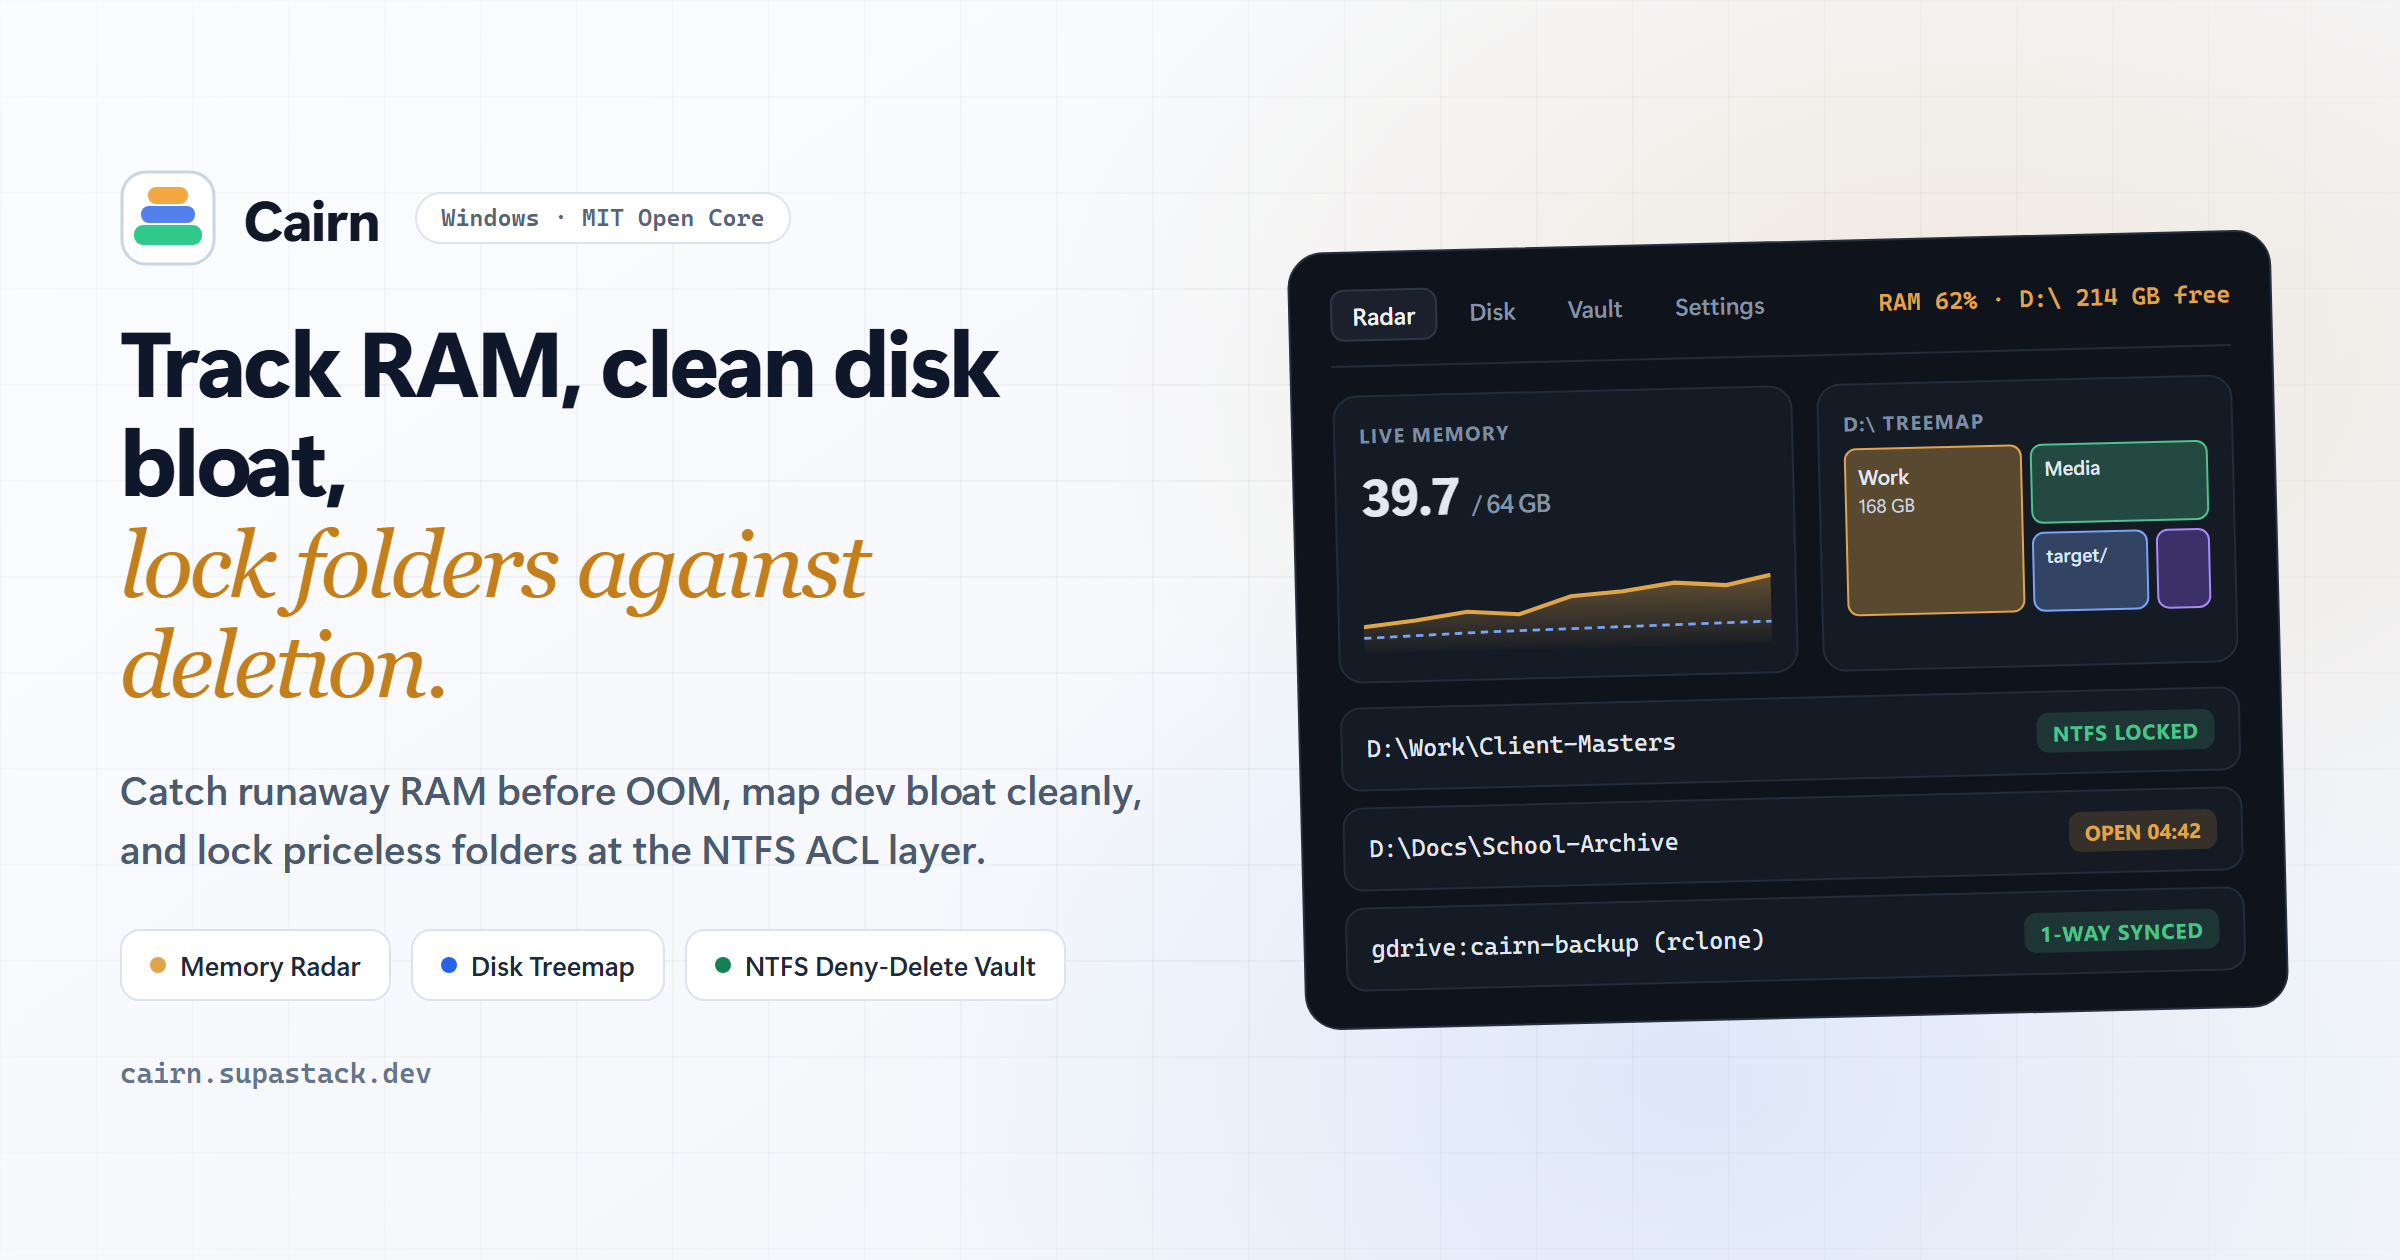 Cairn
Windows · MIT Open Core
Track RAM, clean disk
bloat,
lock folders against
deletion.
Catch runaway RAM before OOM, map dev bloat cleanly,
and lock priceless folders at the NTFS ACL layer.
Memory Radar
Disk Treemap
NTFS Deny-Delete Vault
cairn.supastack.dev
Radar
Disk
Vault
Settings
RAM 62% · D:\ 214 GB free
LIVE MEMORY
39.7 / 64 GB
D:\ TREEMAP
Work
168 GB
Media
target/
D:\Work\Client-Masters
NTFS LOCKED
D:\Docs\School-Archive
OPEN 04:42
gdrive:cairn-backup (rclone)
1-WAY SYNCED